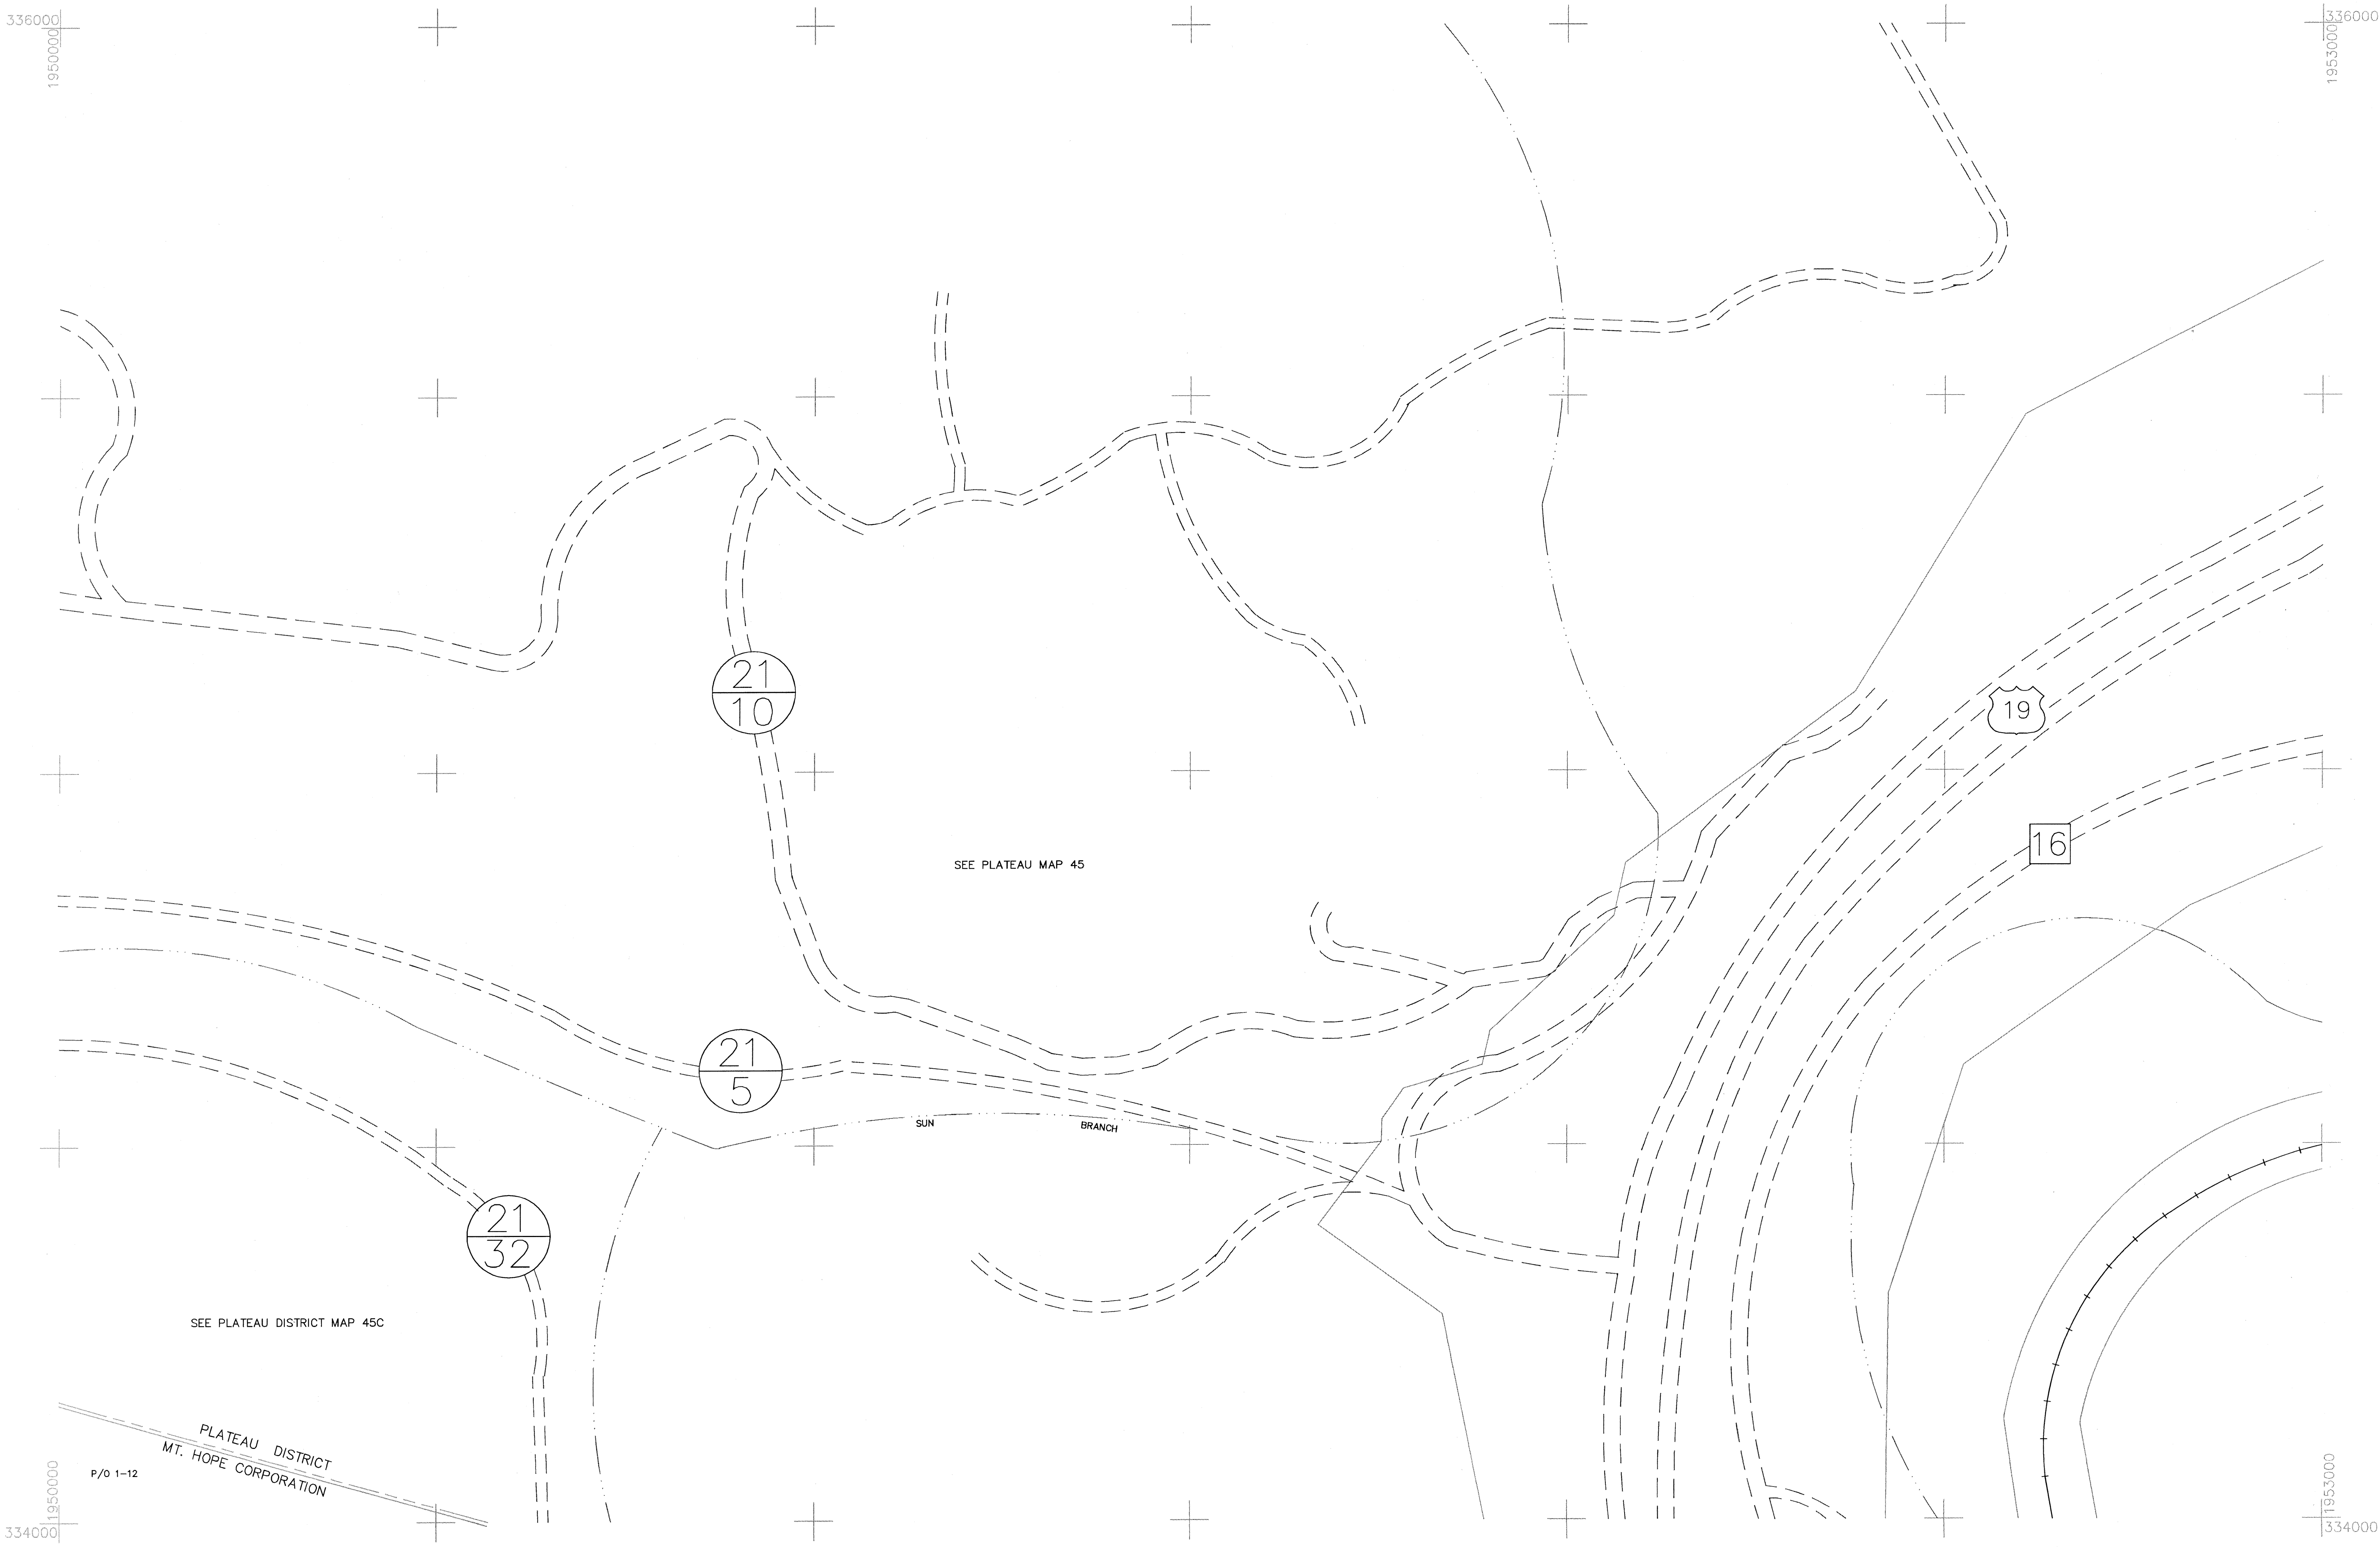 336000
336000
1950000
1953000
21
10
19
16
SEE PLATEAU MAP 45
21
5
SUN BRANCH
21
32
SEE PLATEAU DISTRICT MAP 45C
PLATEAU DISTRICT
MT. HOPE CORPORATION
P/O 1-12
1950000
1953000
334000
334000